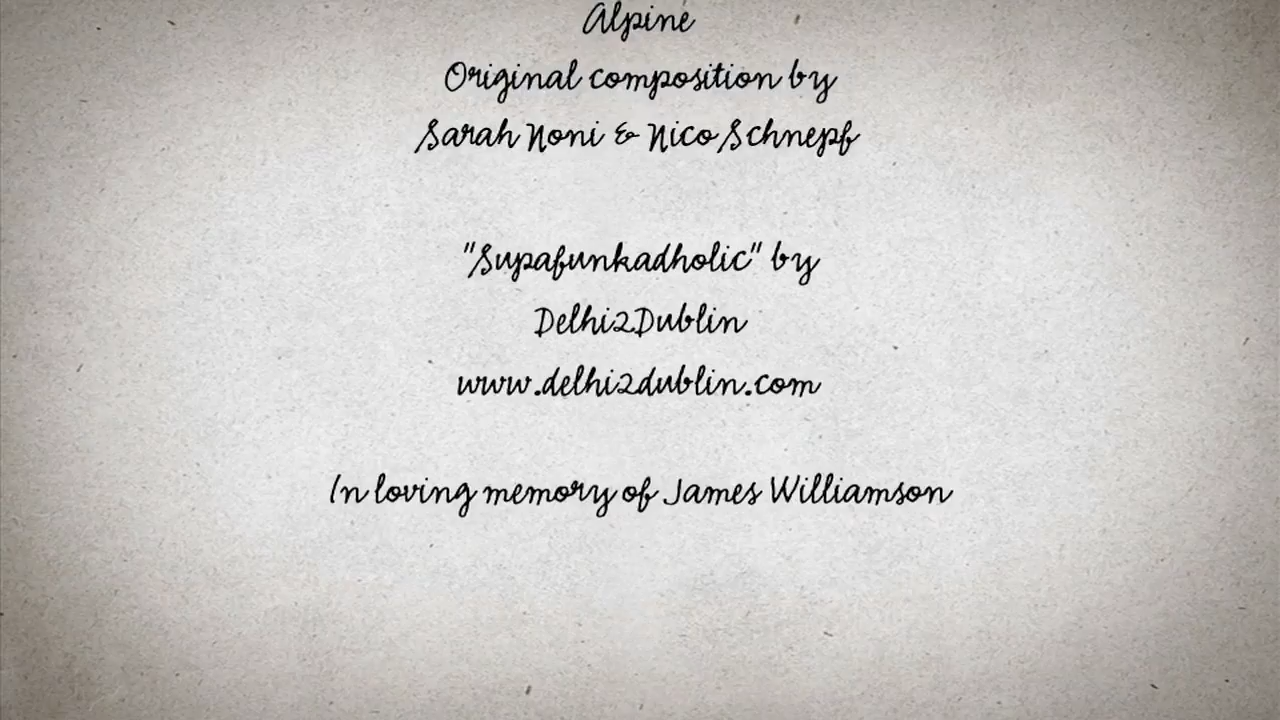 Alpine
Original composition by
Sarah Noni & Nico Schnepf
"Supafunkadholic" by
Delhi2Dublin
www.delhi2dublin.com
In loving memory of James Williamson